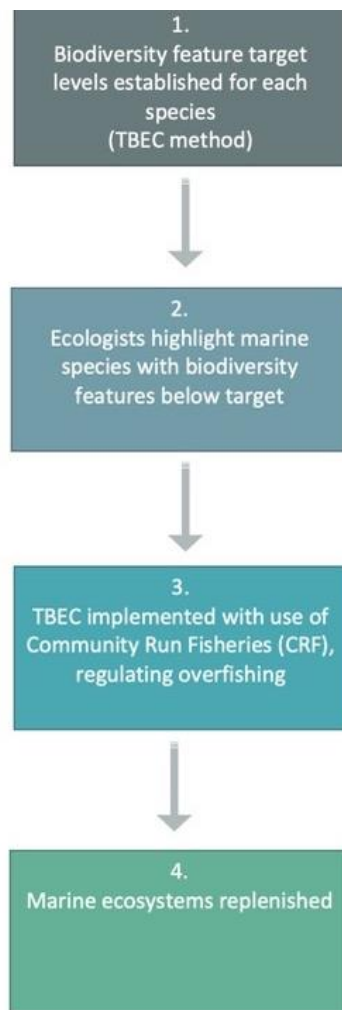 1.
Biodiversity feature target
levels established for each
species
(TBEC method)
2.
Ecologists highlight marine
species with biodiversity
features below target
3.
TBEC implemented with use of
Community Run Fisheries (CRF),
regulating overfishing
4.
Marine ecosystems replenished